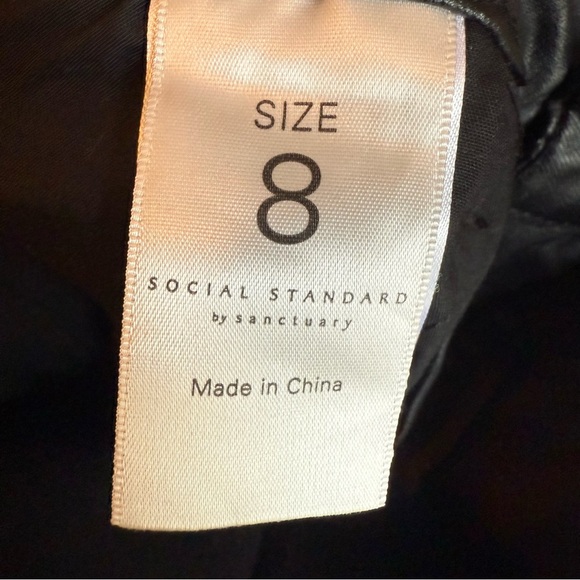 SIZE
8
SOCIAL STANDARD
by sanctuary
Made in China